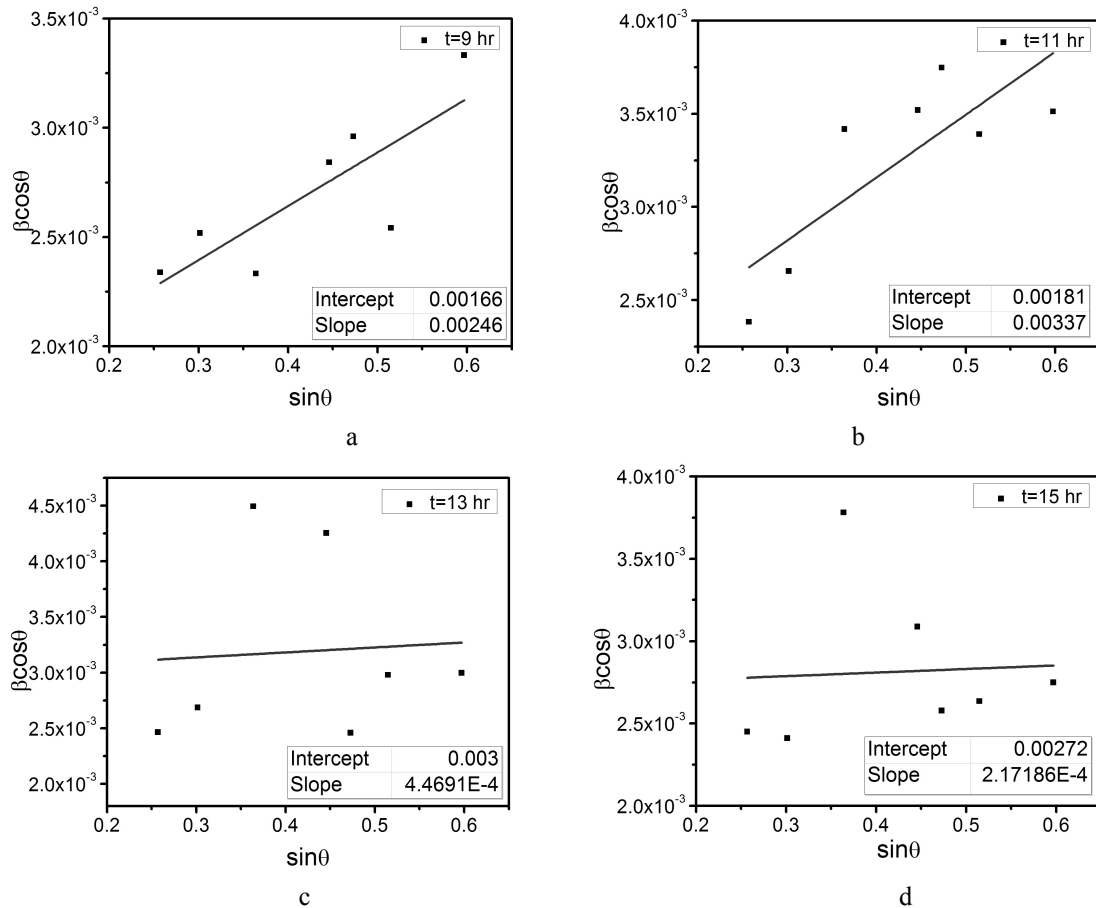 3.5x10⁻³
t=9 hr
3.0x10⁻³
βcosθ
2.5x10⁻³
Intercept 0.00166
Slope 0.00246
2.0x10⁻³
0.2 0.3 0.4 0.5 0.6
sinθ
a
4.0x10⁻³
t=11 hr
3.5x10⁻³
βcosθ
3.0x10⁻³
2.5x10⁻³
Intercept 0.00181
Slope 0.00337
0.2 0.3 0.4 0.5 0.6
sinθ
b
t=13 hr
4.5x10⁻³
4.0x10⁻³
3.5x10⁻³
βcosθ
3.0x10⁻³
2.5x10⁻³
Intercept 0.003
Slope 4.4691E-4
2.0x10⁻³
0.2 0.3 0.4 0.5 0.6
sinθ
c
4.0x10⁻³
t=15 hr
3.5x10⁻³
βcosθ
3.0x10⁻³
2.5x10⁻³
Intercept 0.00272
Slope 2.17186E-4
2.0x10⁻³
0.2 0.3 0.4 0.5 0.6
sinθ
d